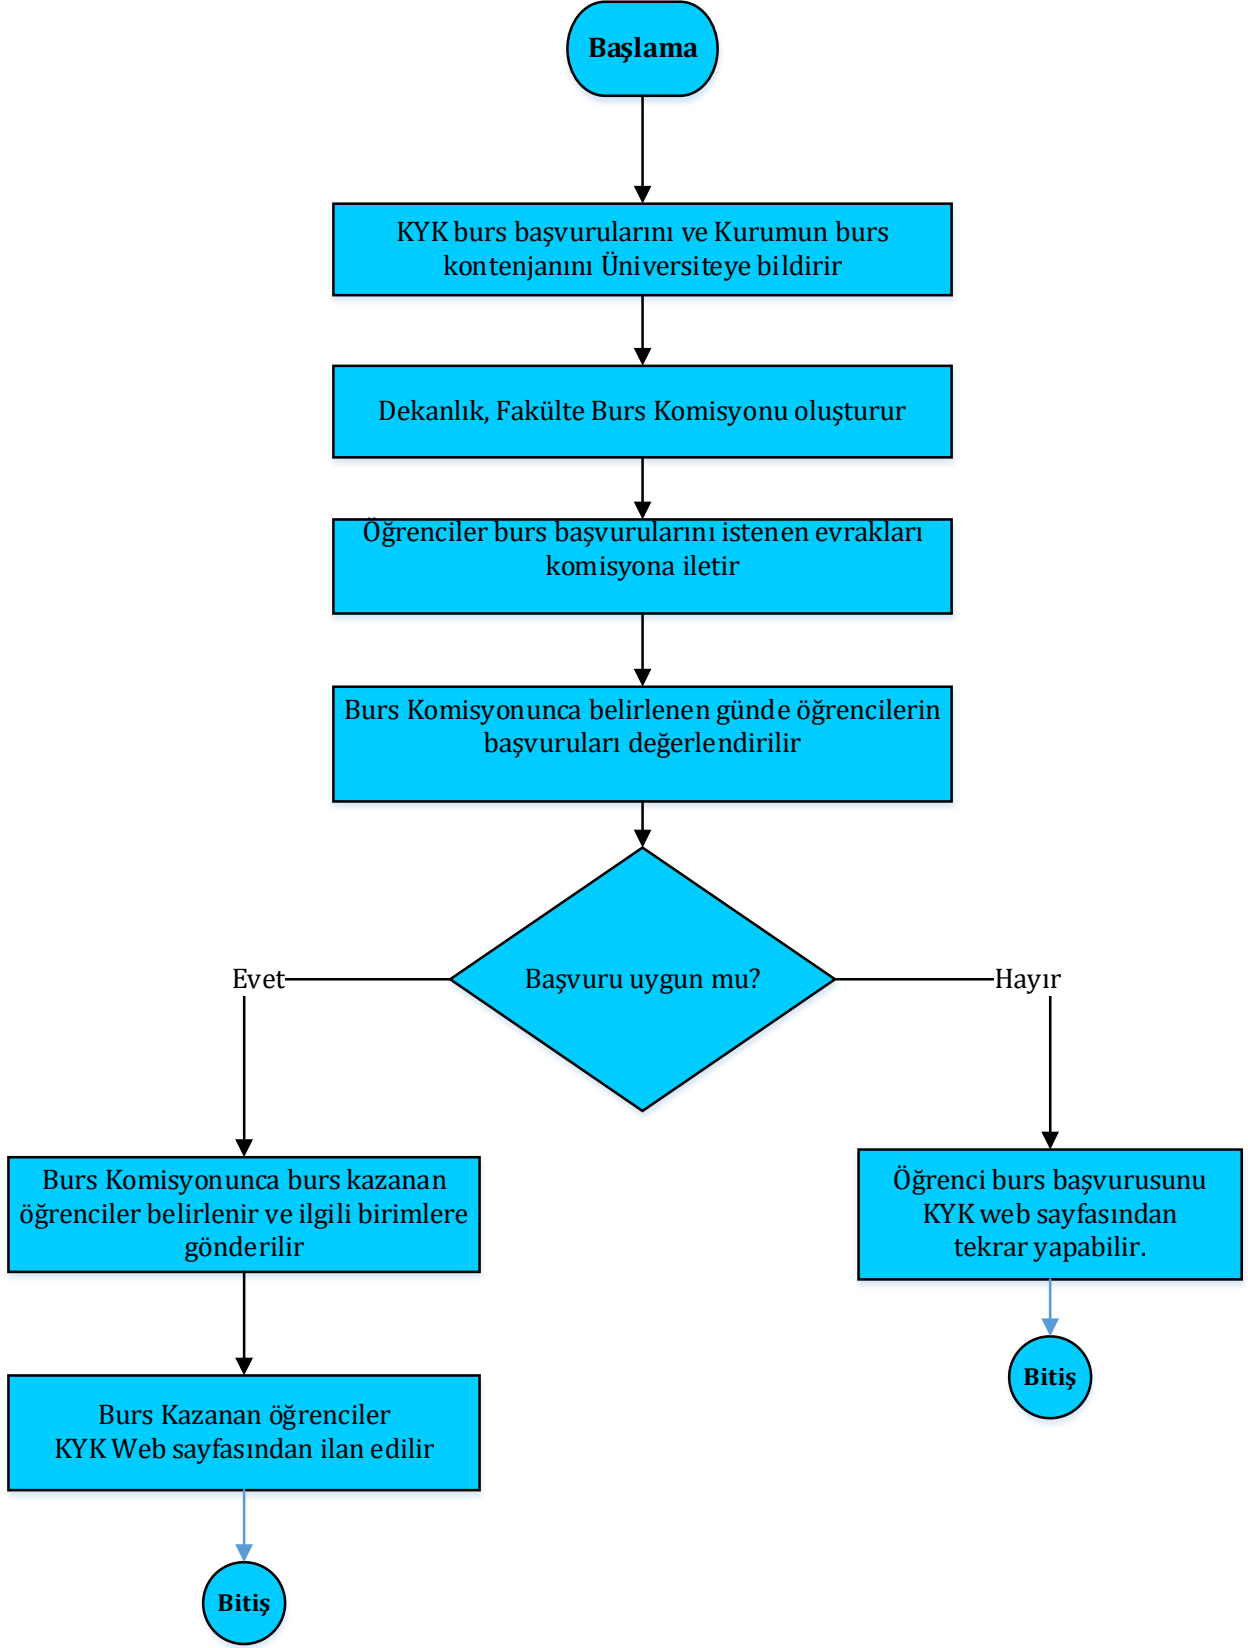 Başlama
KYK burs başvurularını ve Kurumun burs
kontenjanını Üniversiteye bildirir
Dekanlık, Fakülte Burs Komisyonu oluşturur
Öğrenciler burs başvurularını istenen evrakları
komisyona iletir
Burs Komisyonunca belirlenen günde öğrencilerin
başvuruları değerlendirilir
Başvuru uygun mu?
Evet
Hayır
Burs Komisyonunca burs kazanan
öğrenciler belirlenir ve ilgili birimlere
gönderilir
Öğrenci burs başvurusunu
KYK web sayfasından
tekrar yapabilir.
Bitiş
Burs Kazanan öğrenciler
KYK Web sayfasından ilan edilir
Bitiş